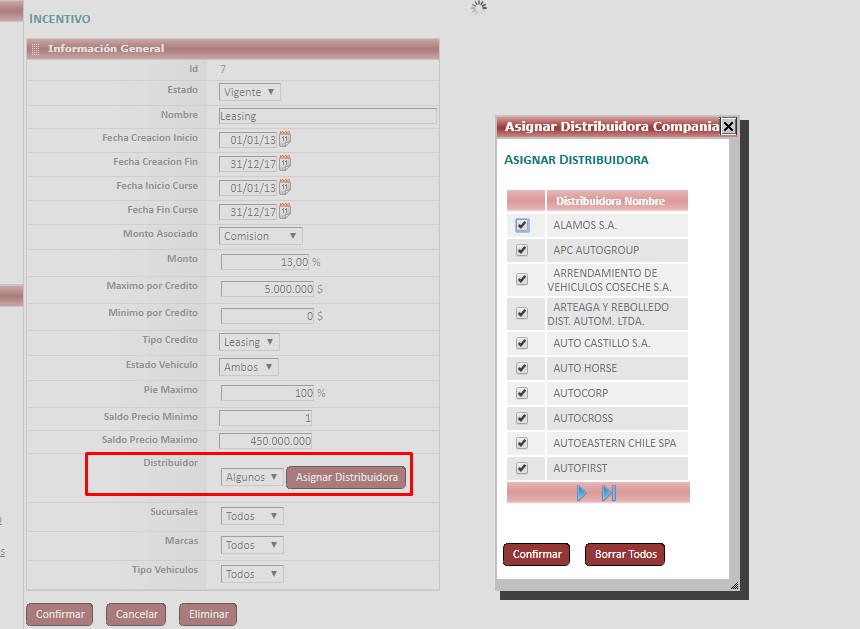 INCENTIVO
Información General
Id 7
Estado Vigente
Nombre Leasing
Fecha Creacion Inicio 01/01/13
Fecha Creacion Fin 31/12/17
Fecha Inicio Curse 01/01/13
Fecha Fin Curse 31/12/17
Monto Asociado Comision
Monto 13,00 %
Maximo por Credito 5.000.000 $
Minimo por Credito 0 $
Tipo Credito Leasing
Estado Vehiculo Ambos
Pie Maximo 100 %
Saldo Precio Minimo 1
Saldo Precio Maximo 450.000.000
Distribuidor Algunos Asignar Distribuidora
Sucursales Todos
Marcas Todos
Tipo Vehiculos Todos
Confirmar Cancelar Eliminar
Asignar Distribuidora Compania
ASIGNAR DISTRIBUIDORA
Distribuidora Nombre
ALAMOS S.A.
APC AUTOGROUP
ARRENDAMIENTO DE
VEHICULOS COSECHE S.A.
ARTEAGA Y REBOLLEDO
DIST. AUTOM. LTDA.
AUTO CASTILLO S.A.
AUTO HORSE
AUTOCORP
AUTOCROSS
AUTOEASTERN CHILE SPA
AUTOFIRST
Confirmar Borrar Todos